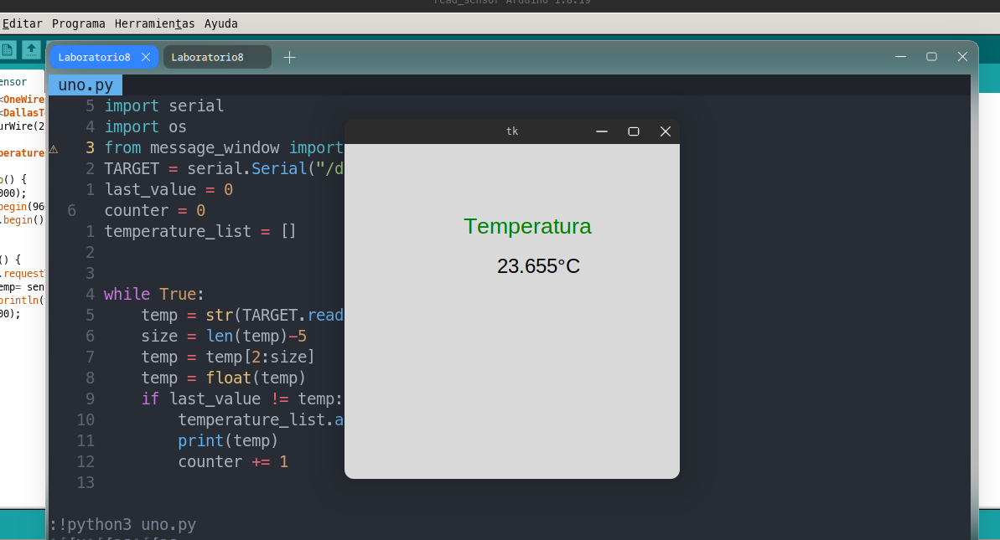 read_sensor Arduino 1.8.19
Editar Programa Herramientas Ayuda
Laboratorio8
Laboratorio8
ensor
<OneWire
<DallasT
urWire(2
perature
p() {
000);
begin(96
.begin()
() {
.request
emp= sen
println(
00);
uno.py
5 import serial
4 import os
3 from message_window import
2 TARGET = serial.Serial("/d
1 last_value = 0
6 counter = 0
1 temperature_list = []
2
3
4 while True:
5 temp = str(TARGET.read
6 size = len(temp)-5
7 temp = temp[2:size]
8 temp = float(temp)
9 if last_value != temp:
10 temperature_list.a
11 print(temp)
12 counter += 1
13
:!python3 uno.py
tk
Temperatura
23.655°C